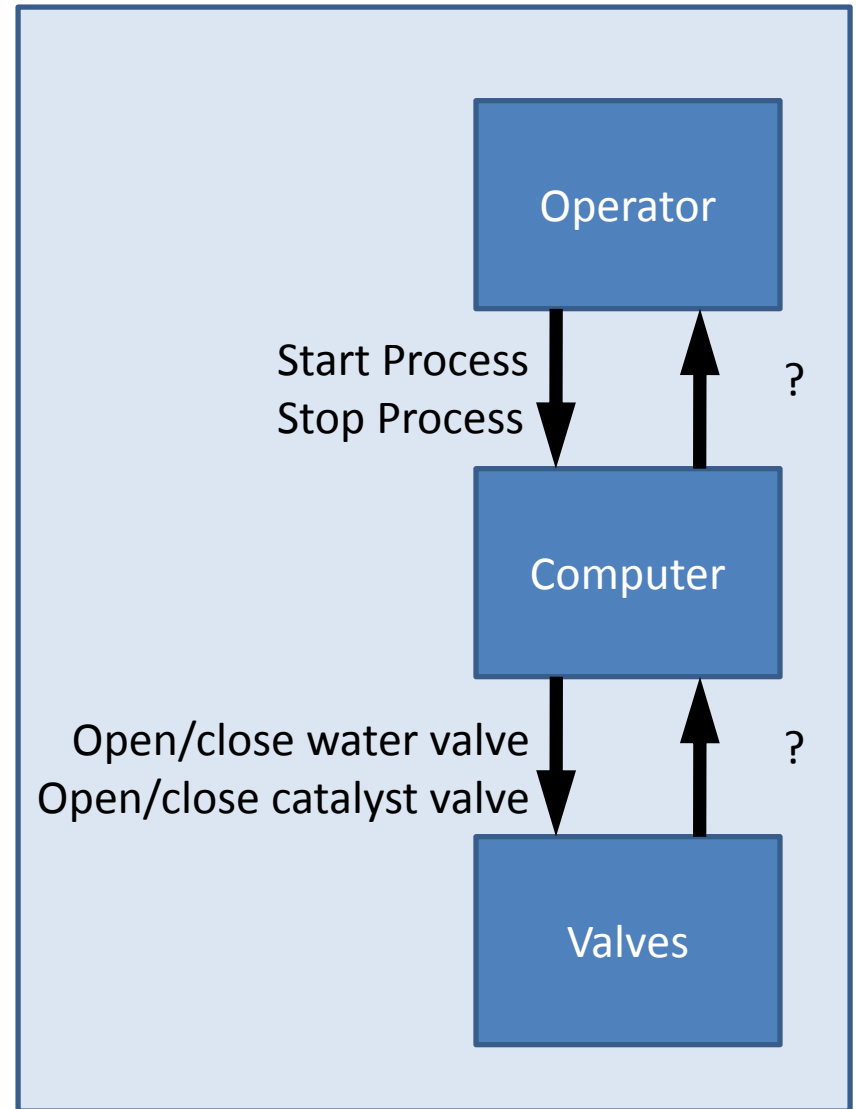 Operator
Start Process
Stop Process
?
Computer
Open/close water valve
Open/close catalyst valve
?
Valves